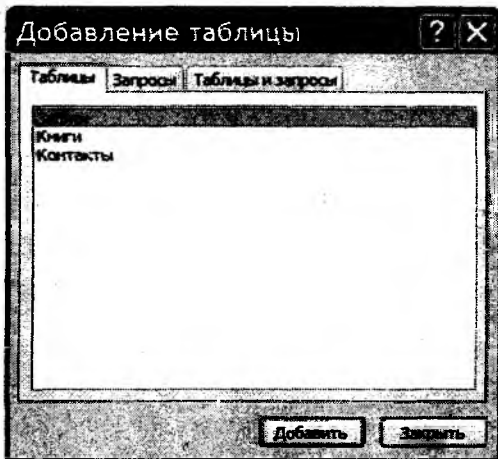 Добавление таблицы ? X
Таблицы Запросы Таблицы и запросы
Книги
Контакты
Добавить Закрыть